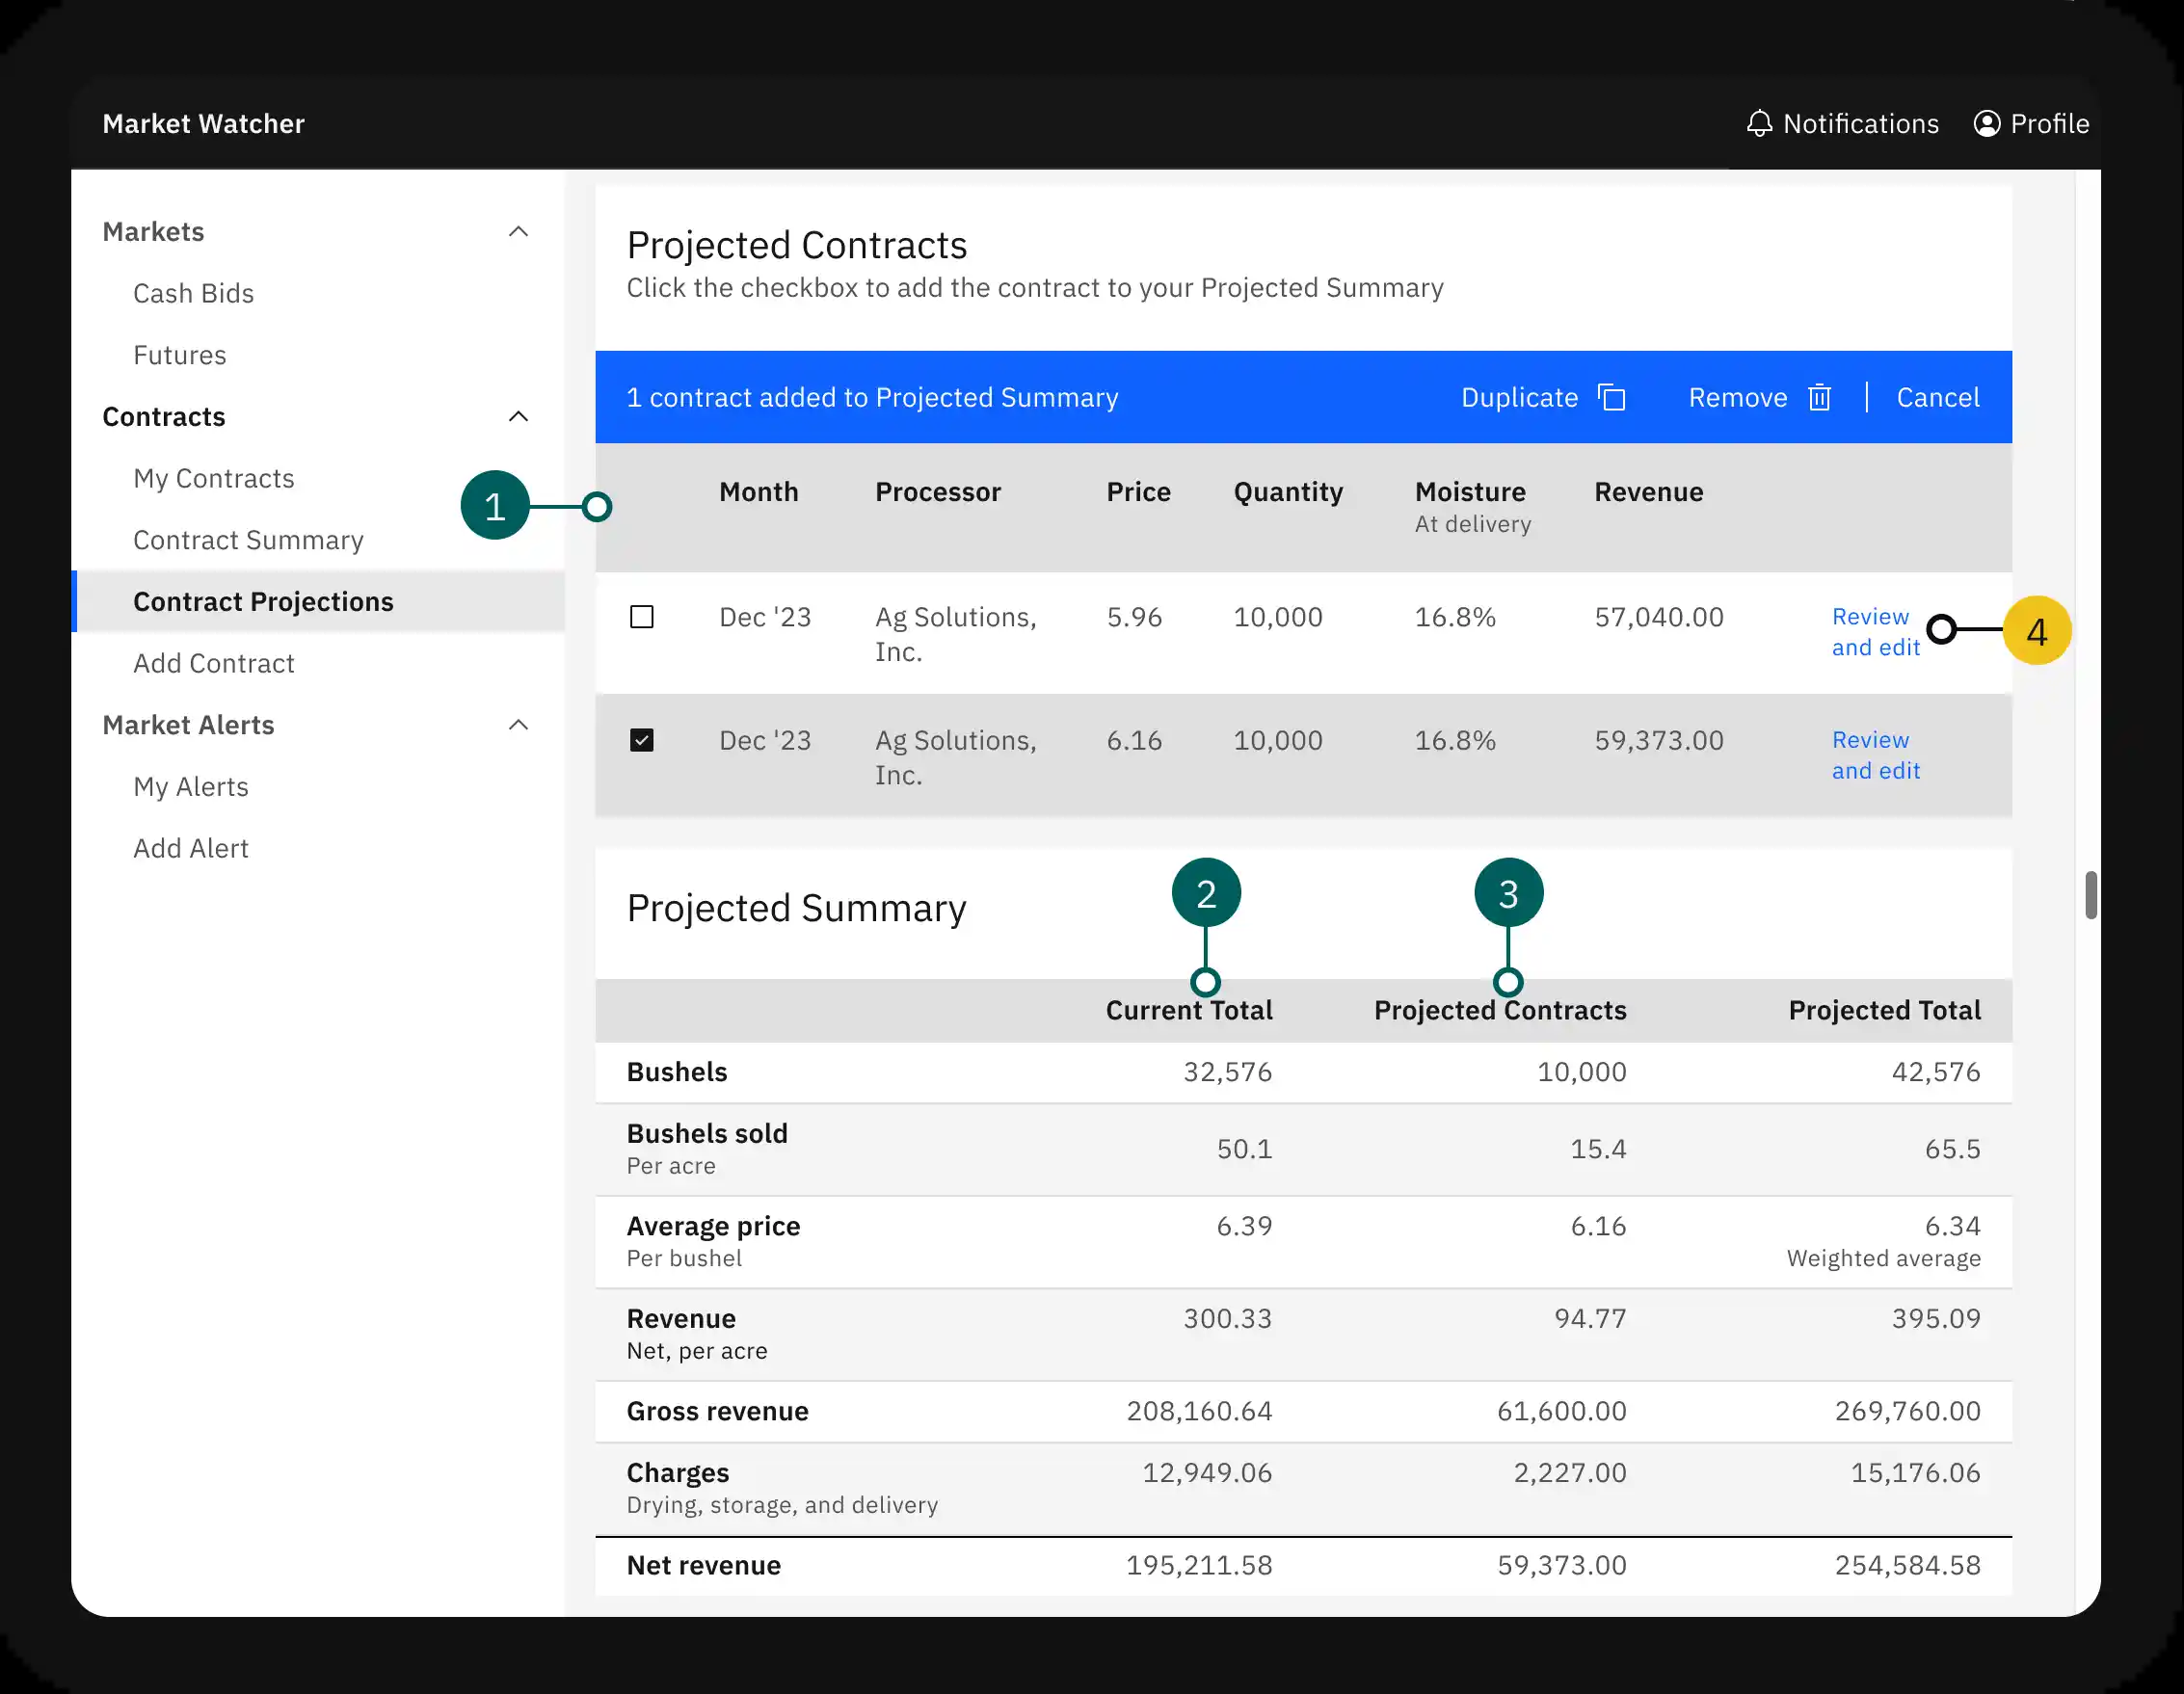 Market Watcher
Notifications
Profile
Markets
Cash Bids
Futures
Contracts
My Contracts
Contract Summary
Contract Projections
Add Contract
Market Alerts
My Alerts
Add Alert
Projected Contracts
Click the checkbox to add the contract to your Projected Summary
1 contract added to Projected Summary
Duplicate
Remove
Cancel
1
Month Processor Price Quantity Moisture Revenue
At delivery
Dec '23 Ag Solutions, 5.96 10,000 16.8% 57,040.00 Review
Inc. and edit
4
Dec '23 Ag Solutions, 6.16 10,000 16.8% 59,373.00 Review
Inc. and edit
2
3
Projected Summary
Current Total Projected Contracts Projected Total
Bushels 32,576 10,000 42,576
Bushels sold
Per acre
50.1 15.4 65.5
Average price 6.39 6.16 6.34
Per bushel Weighted average
Revenue 300.33 94.77 395.09
Net, per acre
Gross revenue 208,160.64 61,600.00 269,760.00
Charges 12,949.06 2,227.00 15,176.06
Drying, storage, and delivery
Net revenue 195,211.58 59,373.00 254,584.58